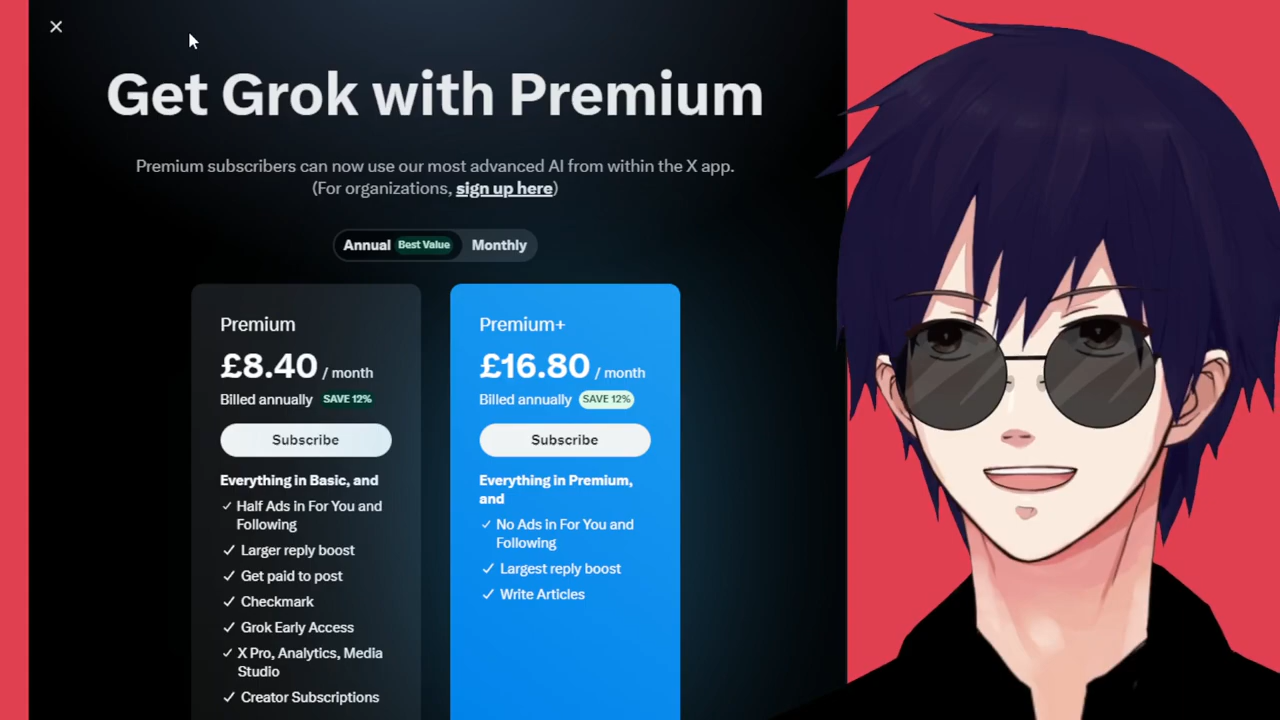 Get Grok with Premium
Premium subscribers can now use our most advanced AI from within the X app.
(For organizations, sign up here)
Annual Best Value Monthly
Premium
£8.40 / month
Billed annually SAVE 12%
Subscribe
Everything in Basic, and
Half Ads in For You and
Following
Larger reply boost
Get paid to post
Checkmark
Grok Early Access
X Pro, Analytics, Media
Studio
Creator Subscriptions
Premium+
£16.80 / month
Billed annually SAVE 12%
Subscribe
Everything in Premium,
and
No Ads in For You and
Following
Largest reply boost
Write Articles